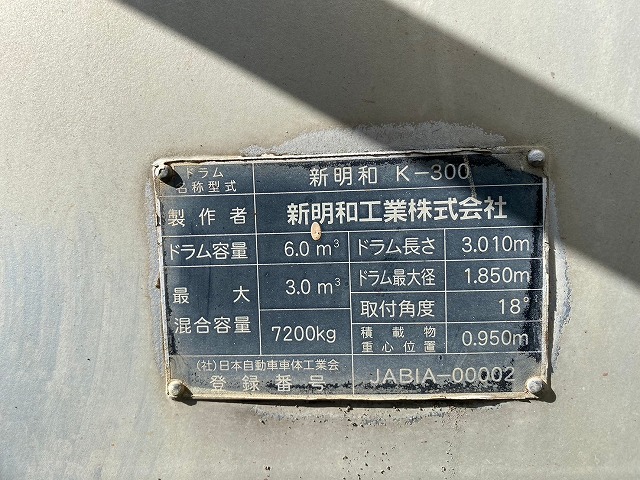 ドラム
名称型式
新明和 K-300
製作者 新明和工業株式会社
ドラム容量 6.0m³ ドラム長さ 3.010m
最大
混合容量
3.0m³
7200kg
ドラム最大径 1.850m
取付角度 18°
積載物
重心位置
0.950m
(社)日本自動車車体工業会
登録番号
JABIA-00002